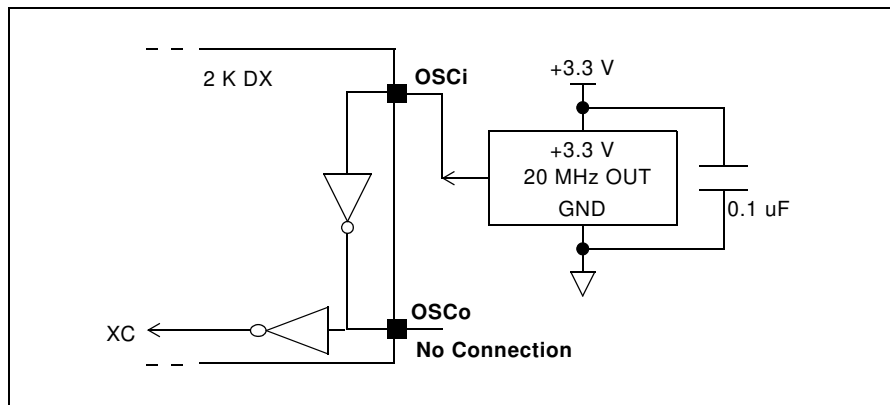 2 K DX
OSCi
+3.3 V
+3.3 V
20 MHz OUT
GND
0.1 uF
OSCo
XC
No Connection